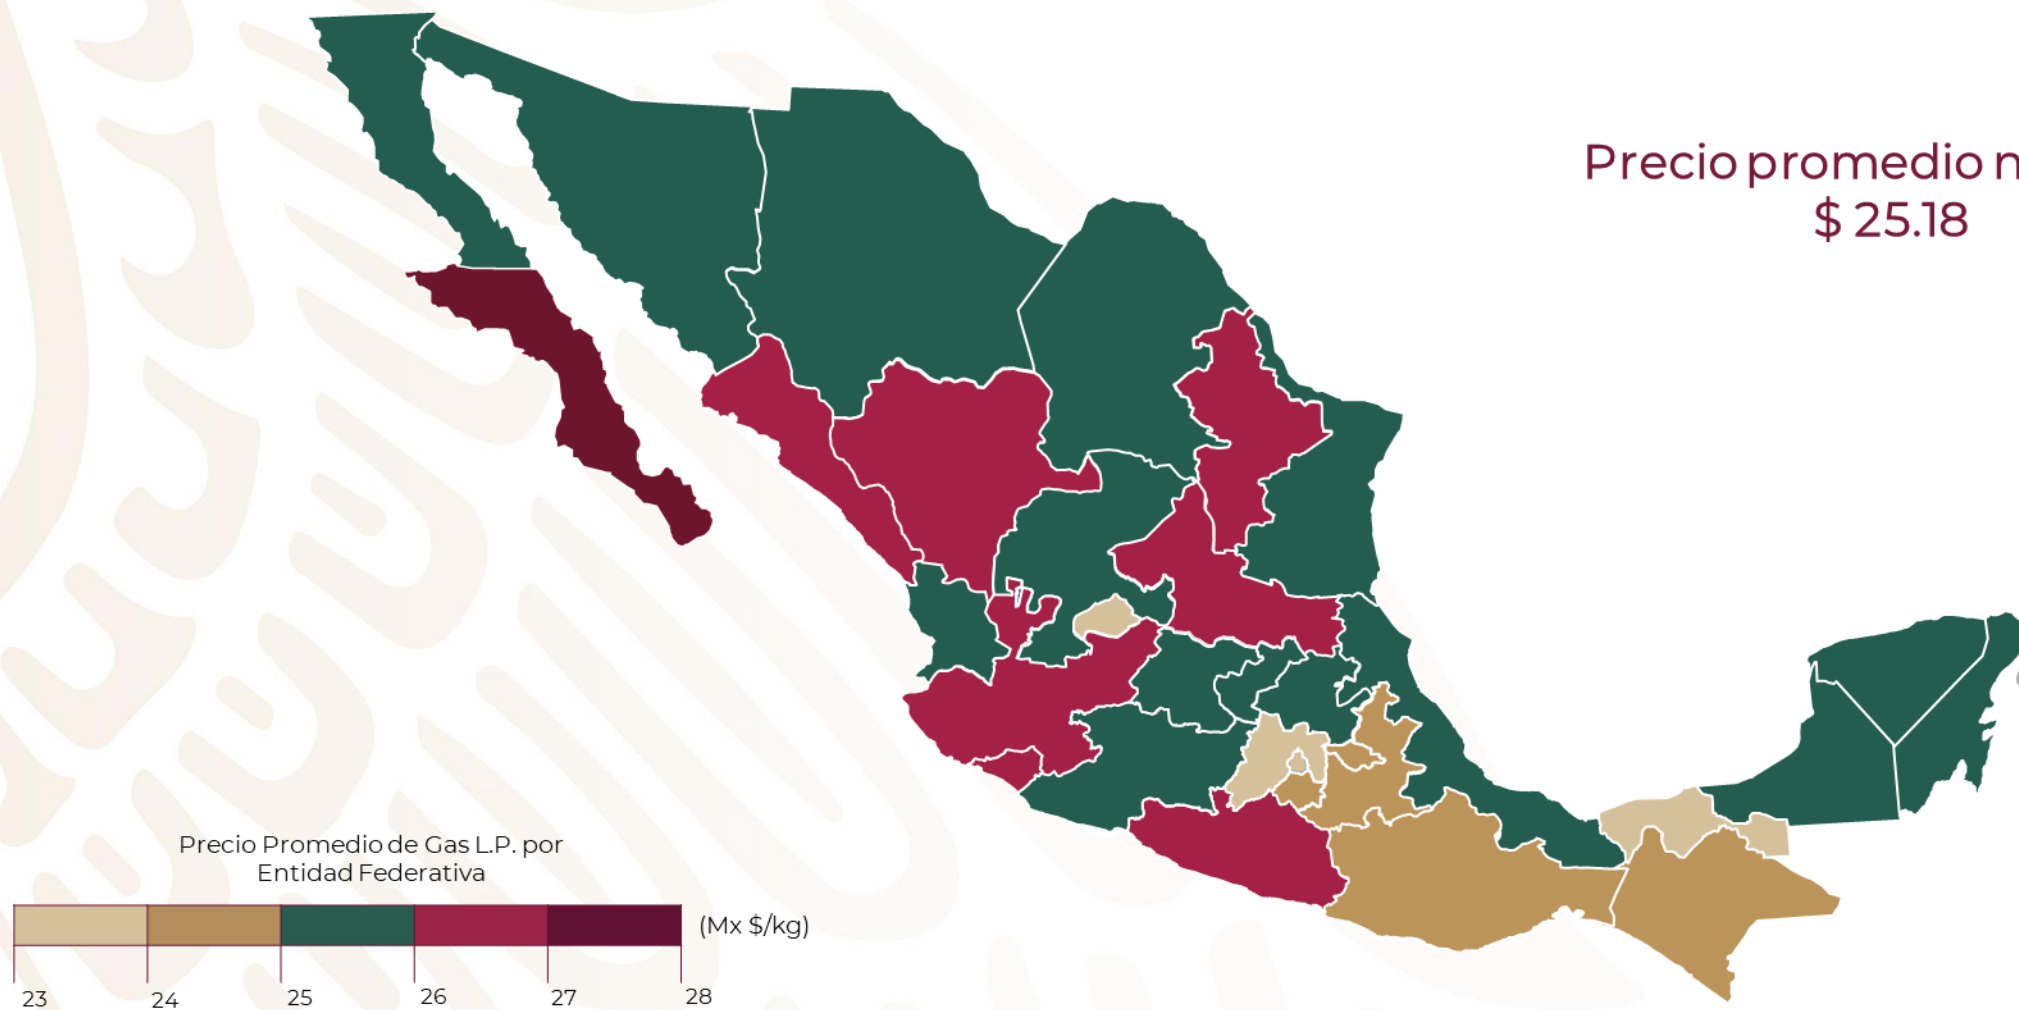 Precio promedio n
$ 25.18
Precio Promedio de Gas L.P. por
Entidad Federativa
(Mx $/kg)
23 24 25 26 27 28